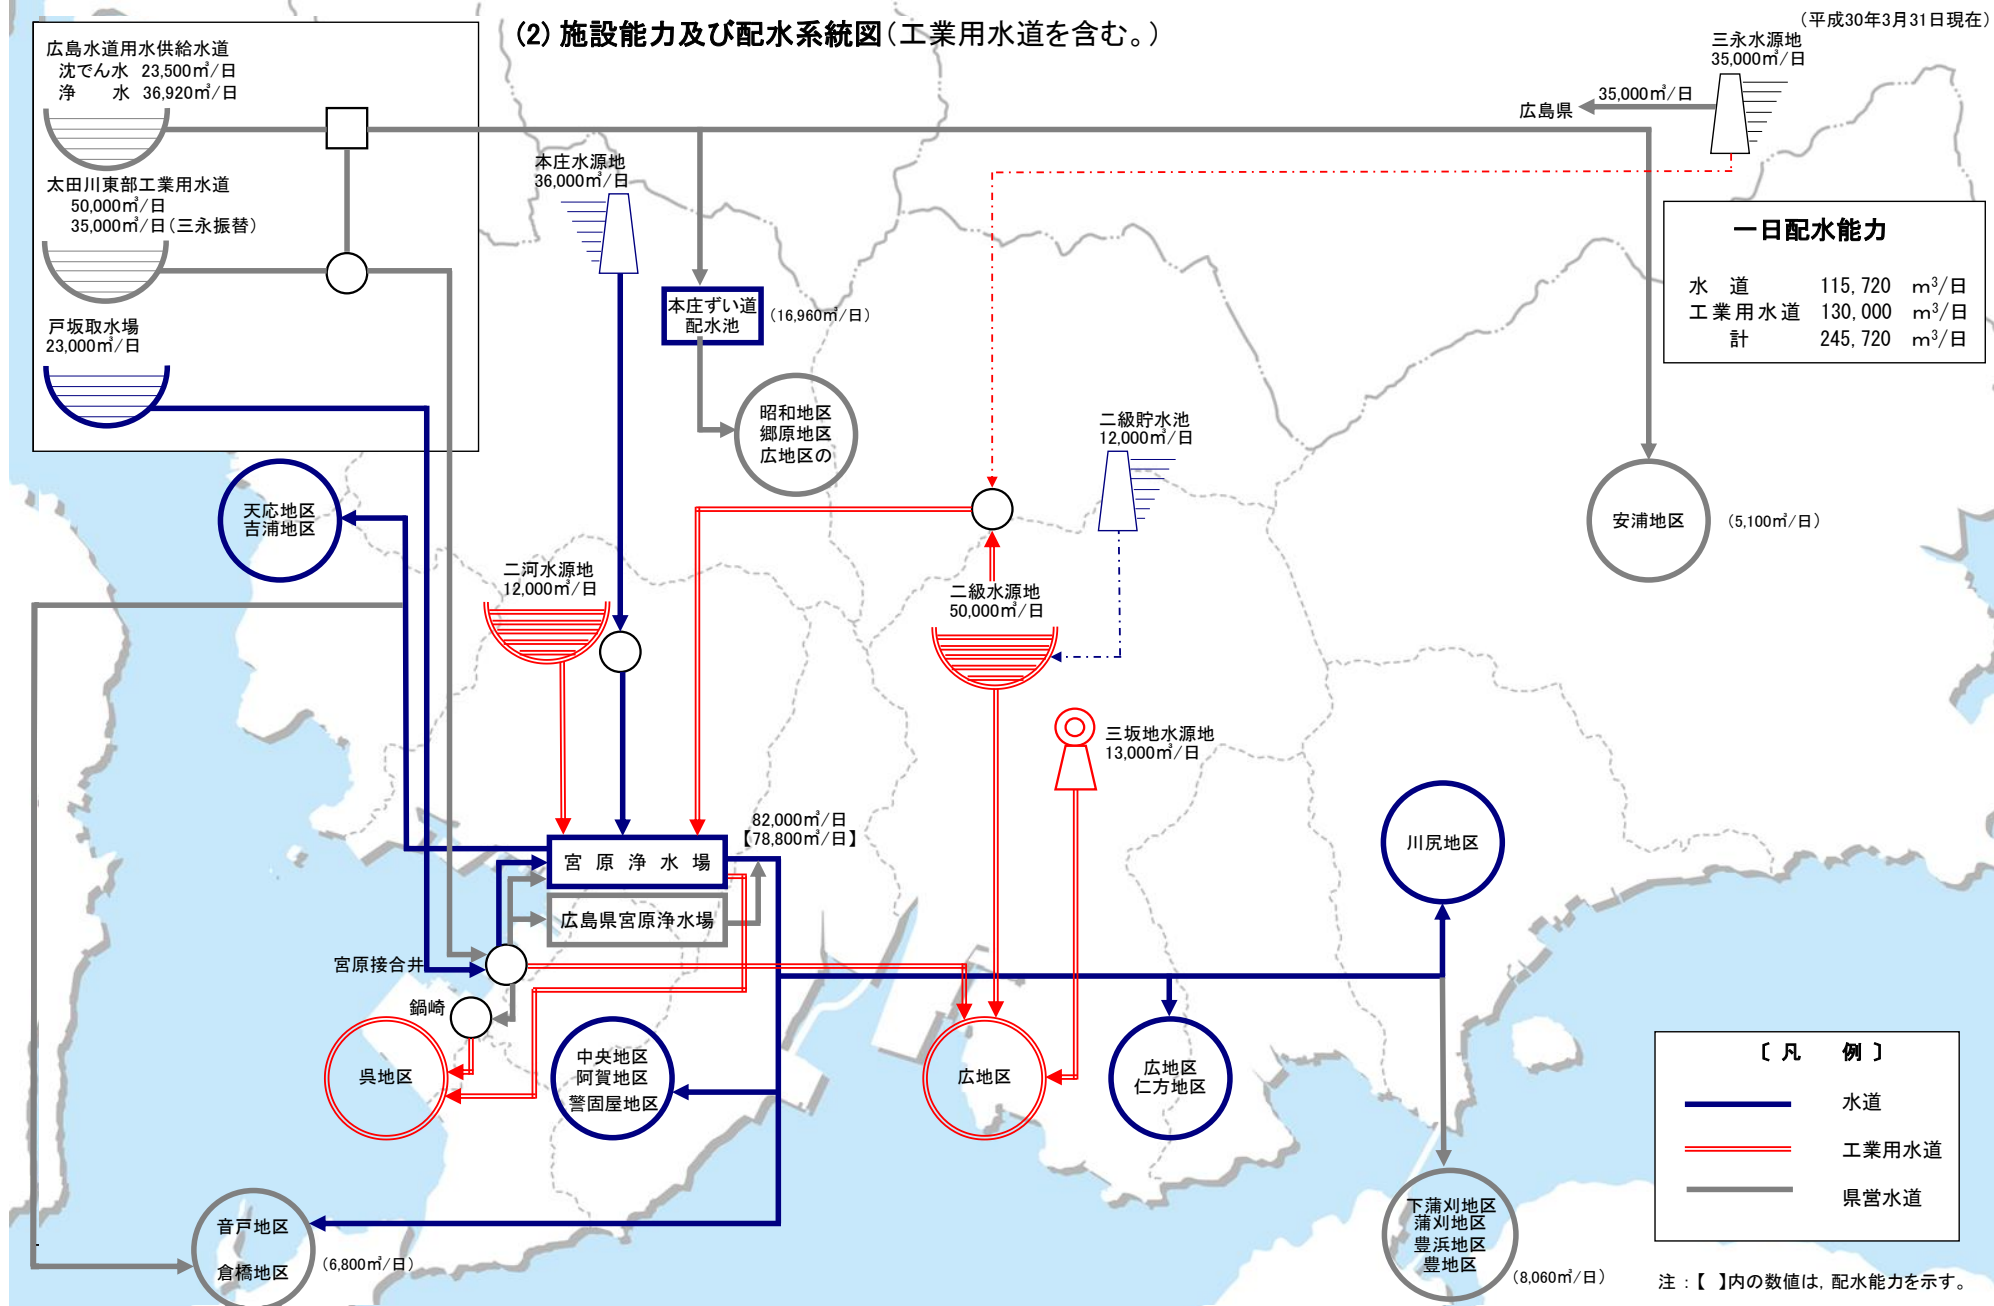 (2) 施設能力及び配水系統図(工業用水道を含む。)
(平成30年3月31日現在)
広島水道用水供給水道
沈でん水 23,500㎥/日
浄　　水 36,920㎥/日
太田川東部工業用水道
50,000㎥/日
35,000㎥/日(三永振替)
戸坂取水場
23,000㎥/日
三永水源地
35,000㎥/日
35,000㎥/日
広島県
本庄水源地
36,000㎥/日
本庄ずい道
配水池
(16,960㎥/日)
昭和地区
郷原地区
広地区の
一日配水能力
水　道　115,720　m³/日
工業用水道　130,000　m³/日
計　245,720　m³/日
二級貯水池
12,000㎥/日
天応地区
吉浦地区
安浦地区
(5,100㎥/日)
二河水源地
12,000㎥/日
二級水源地
50,000㎥/日
三坂地水源地
13,000㎥/日
82,000㎥/日
【78,800㎥/日】
宮 原 浄 水 場
広島県宮原浄水場
川尻地区
宮原接合井
鍋崎
呉地区
中央地区
阿賀地区
警固屋地区
広地区
広地区
仁方地区
〔 凡　例 〕
水道
工業用水道
県営水道
音戸地区
倉橋地区
(6,800㎥/日)
下蒲刈地区
蒲刈地区
豊浜地区
豊地区
(8,060㎥/日)
注 :【　】内の数値は, 配水能力を示す。